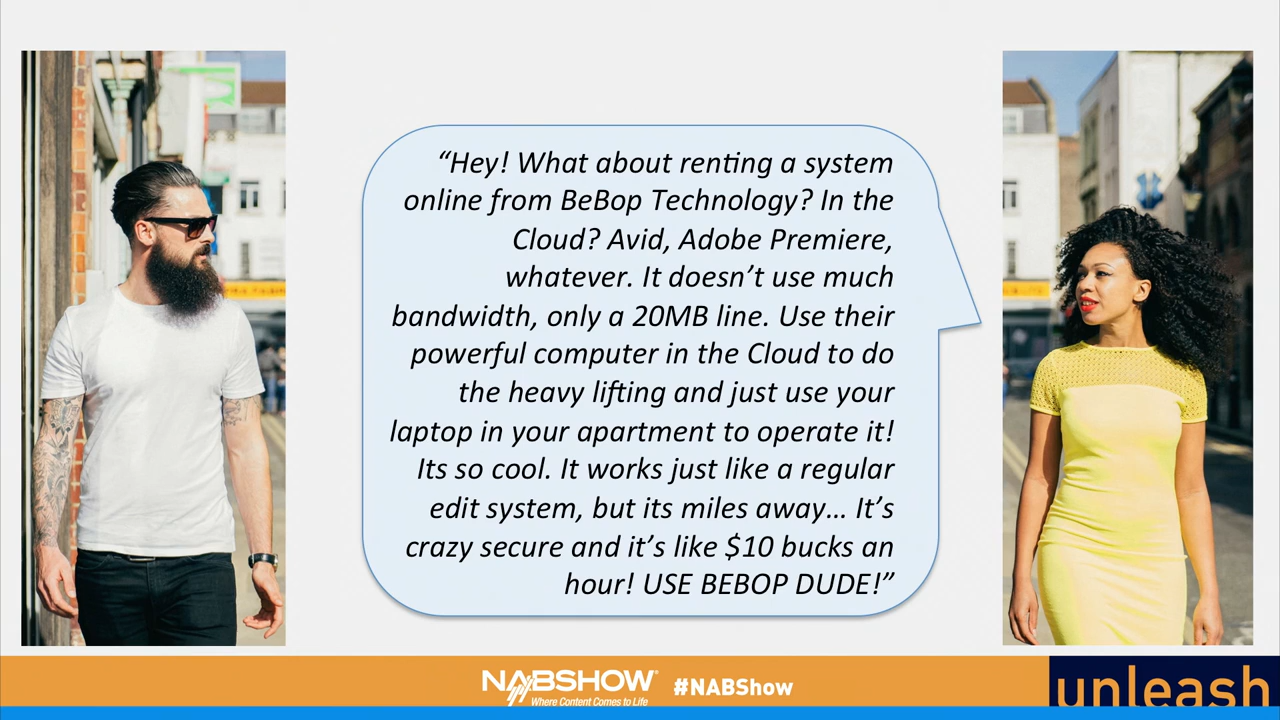 “Hey! What about renting a system
online from BeBop Technology? In the
Cloud? Avid, Adobe Premiere,
whatever. It doesn’t use much
bandwidth, only a 20MB line. Use their
powerful computer in the Cloud to do
the heavy lifting and just use your
laptop in your apartment to operate it!
Its so cool. It works just like a regular
edit system, but its miles away… It’s
crazy secure and it’s like $10 bucks an
hour! USE BEBOP DUDE!”
NABSHOW®
Where Content Comes to Life
#NABShow
unleash